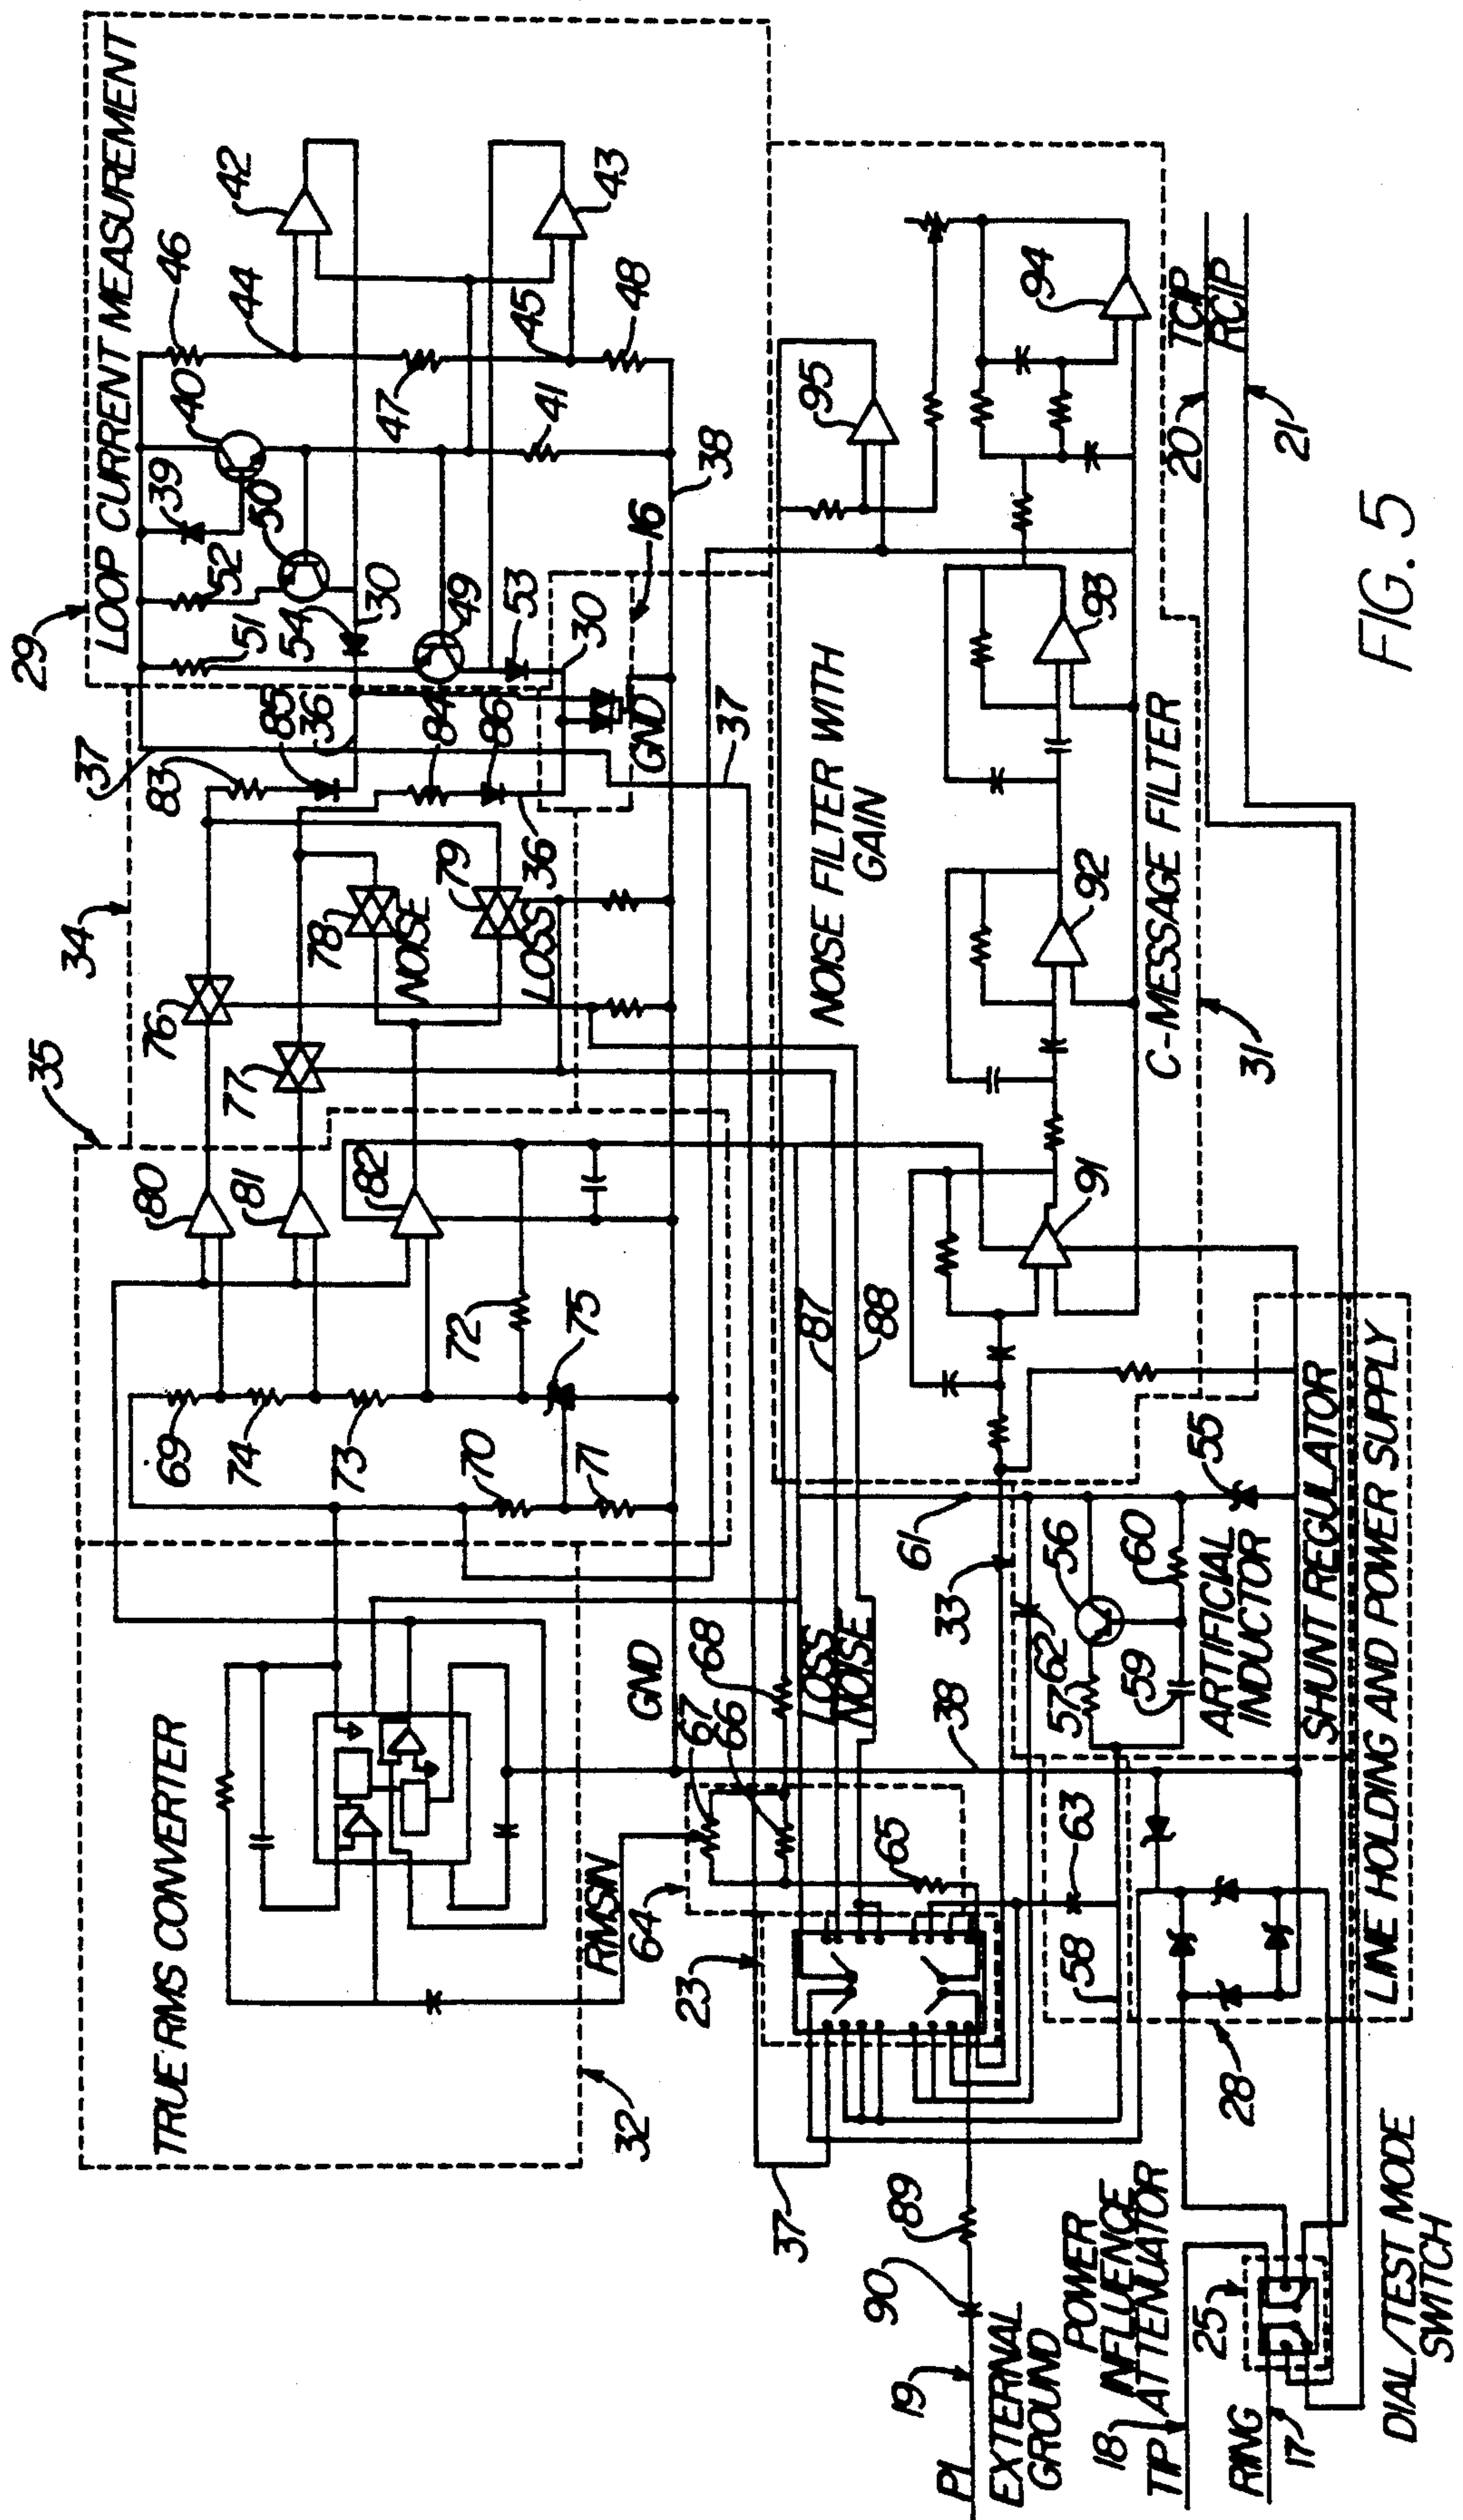 29
LOOP CURRENT MEASUREMENT
46
42
44
40
39
50
52
51
54
30
47
45
43
41
48
49
53
30
38
16
37
83
85
36
84
86
GND
34
35
76
77
78
NOISE
79
LOSS
36
37
80
81
82
72
75
69
74
73
70
71
TRUE RMS CONVERTER
32
RMSIN
GND
67
66
68
64
65
23
LOSS
NOISE
87
88
61
33
38
NOISE FILTER WITH
GAIN
95
94
93
92
91
C-MESSAGE FILTER
31
20
TCIP
RCIP
21
55
56
60
62
57
59
ARTIFICIAL
INDUCTOR
SHUNT REGULATOR
LINE HOLDING AND POWER SUPPLY
63
58
28
37
89
90
19
PI
EXTERNAL
GROUND
POWER
INFLUENCE
ATTENUATOR
18
TIP
25
RING
17
DIAL/TEST MODE
SWITCH
FIG. 5